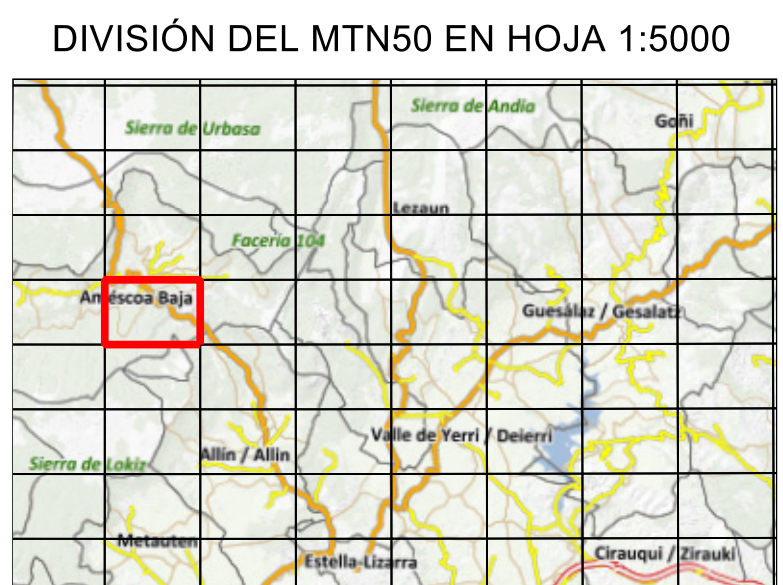 DIVISIÓN DEL MTN50 EN HOJA 1:5000
Sierra de Andia
Goñi
Sierra de Urbasa
Lezaun
Facería 104
Améscoa Baja
Guesálaz / Gesalatz
Valle de Yerri / Deierri
Allín / Allin
Sierra de Lokiz
Metauten
Cirauqui / Zirauki
Estella-Lizarra